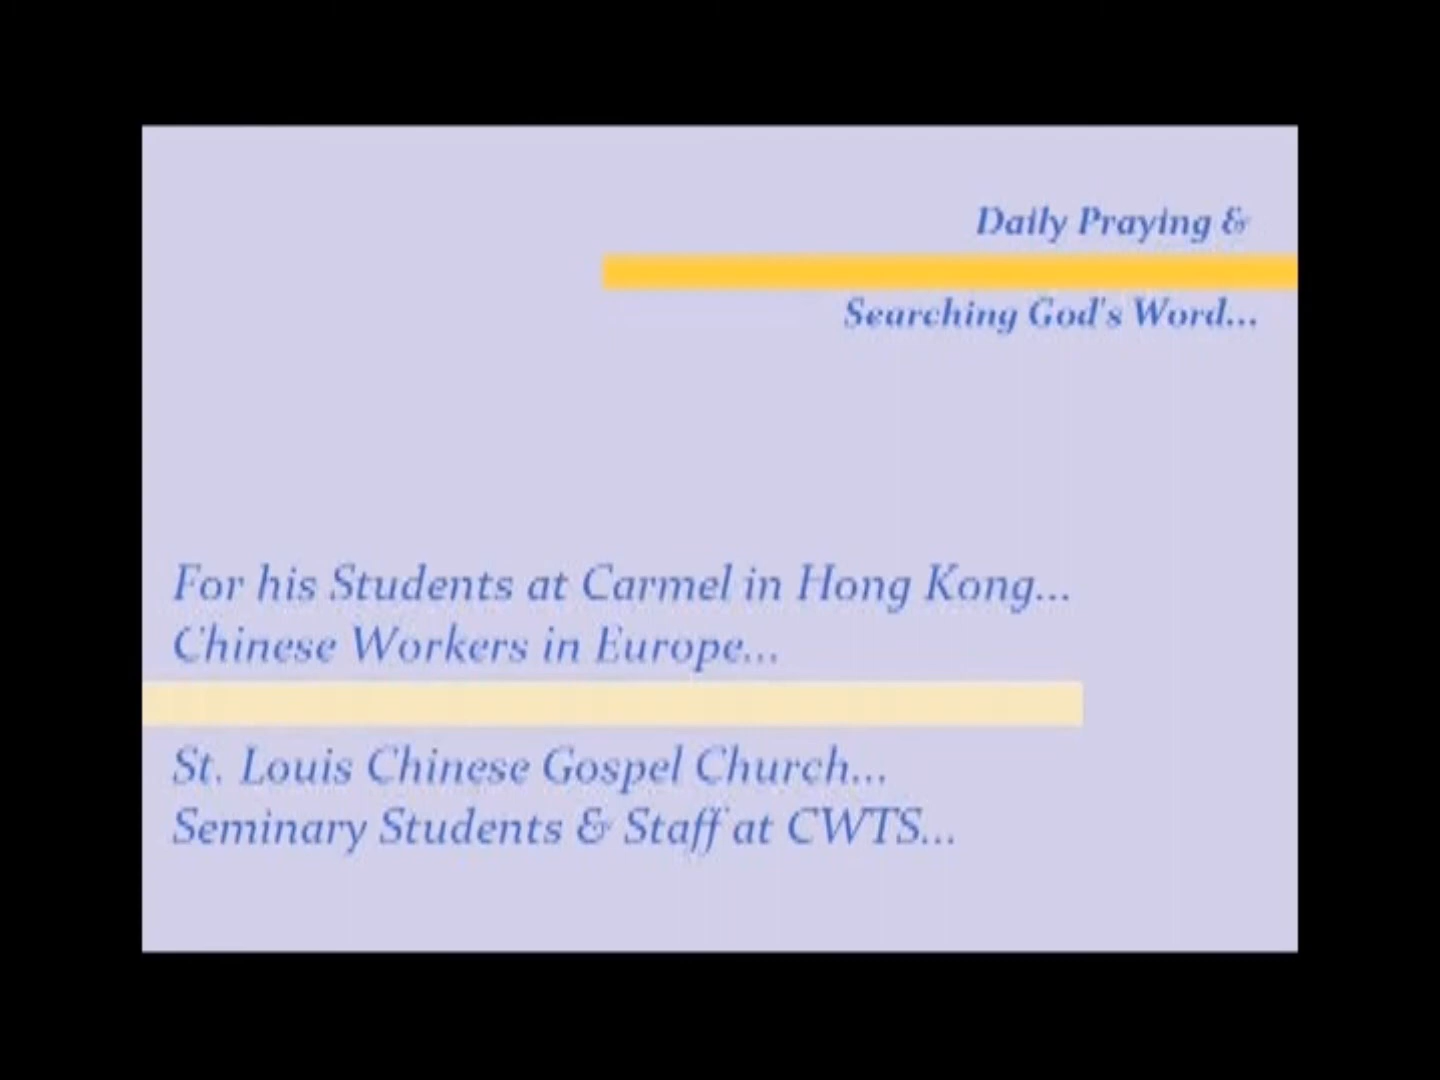 Daily Praying &
Searching God's Word...
For his Students at Carmel in Hong Kong...
Chinese Workers in Europe...
St. Louis Chinese Gospel Church...
Seminary Students & Staff at CWTS...